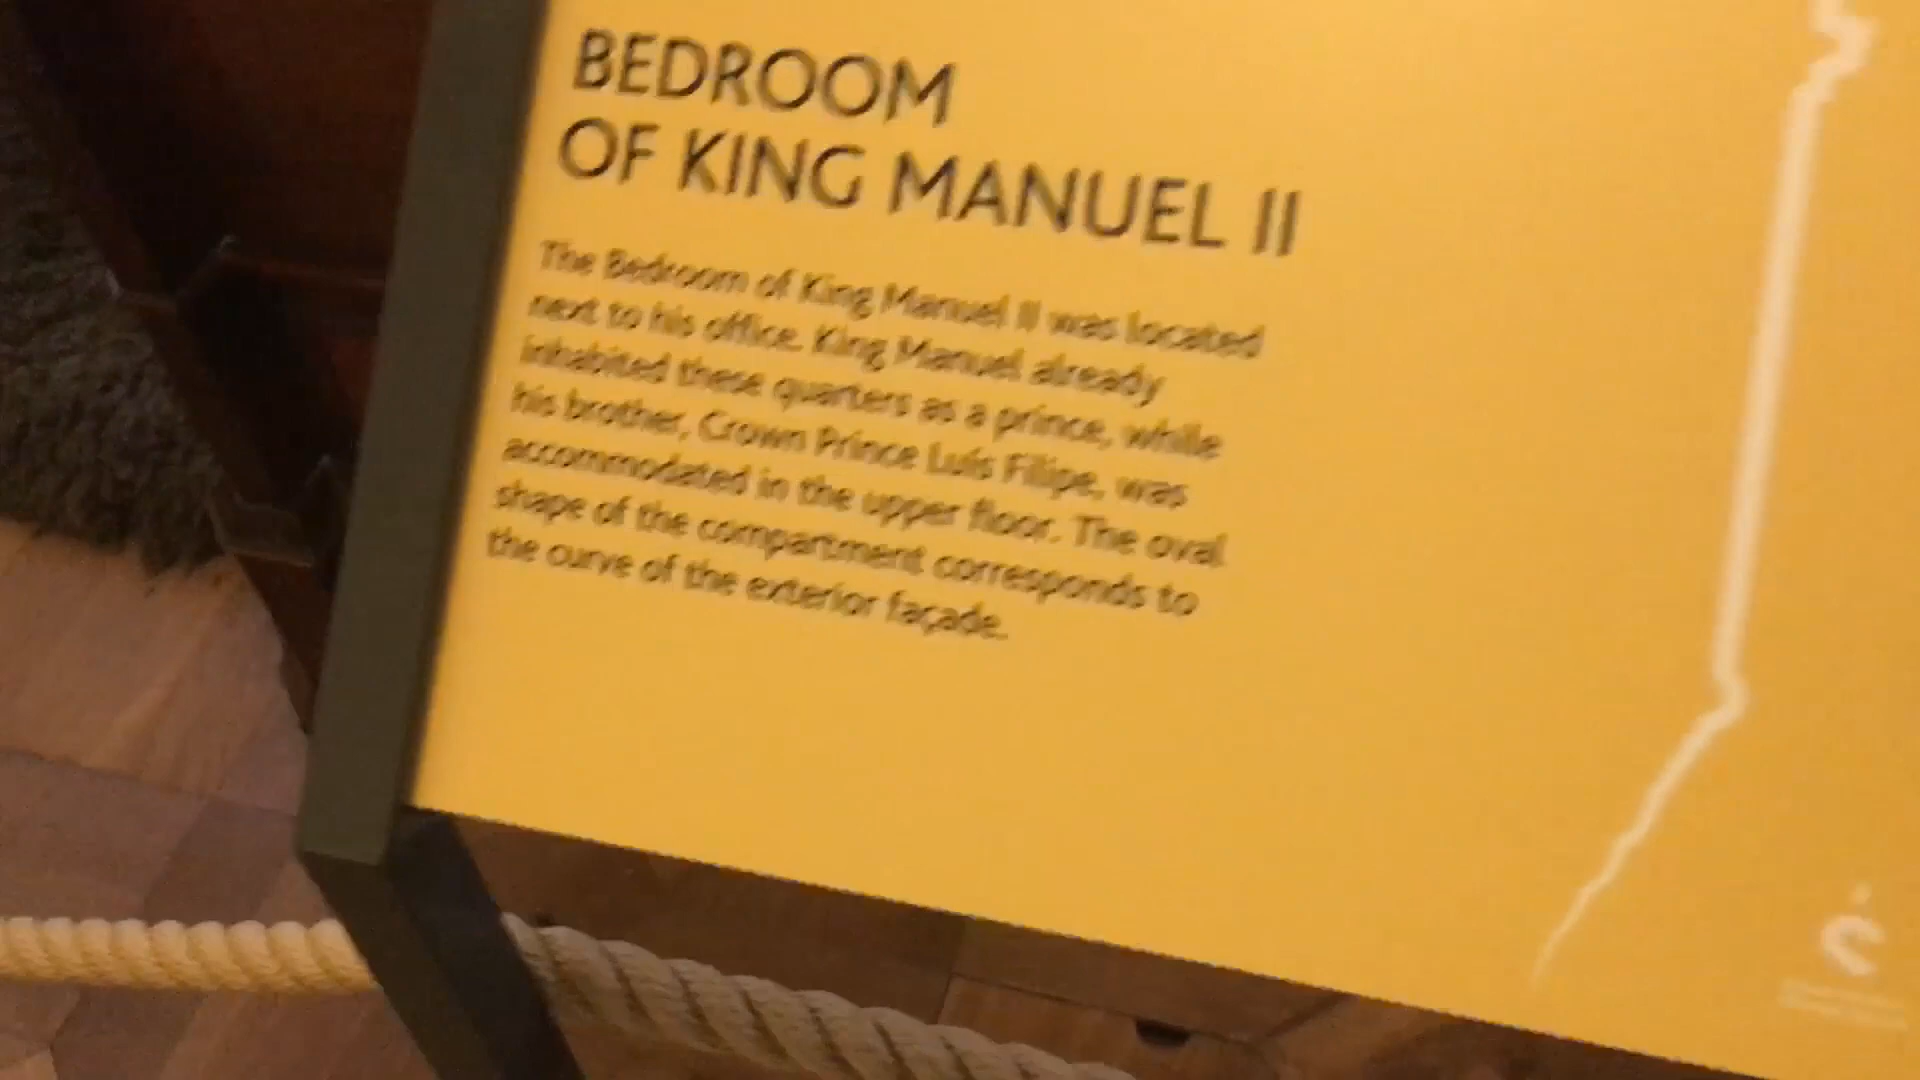 BEDROOM
OF KING MANUEL II
The Bedroom of King Manuel II was located
next to his office. King Manuel already
inhabited these quarters as a prince, while
his brother, Crown Prince Luís Filipe, was
accommodated in the upper floor. The oval
shape of the compartment corresponds to
the curve of the exterior façade.